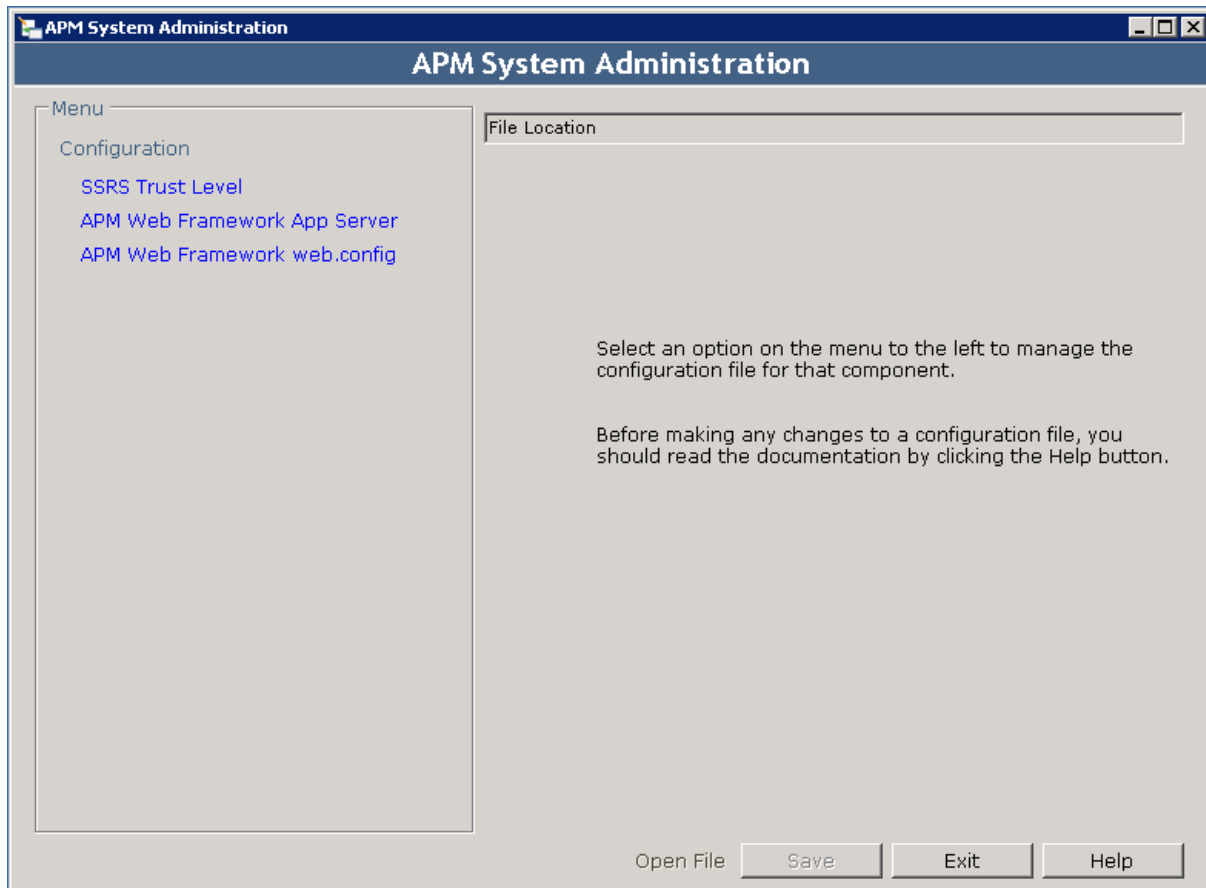 APM System Administration
APM System Administration
Menu
Configuration
SSRS Trust Level
APM Web Framework App Server
APM Web Framework web.config
File Location
Select an option on the menu to the left to manage the
configuration file for that component.
Before making any changes to a configuration file, you
should read the documentation by clicking the Help button.
Open File
Save
Exit
Help